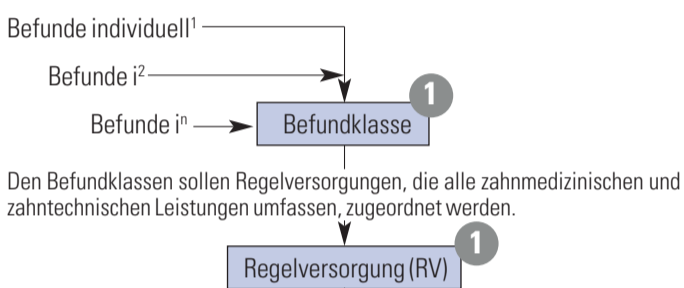 Befunde individuell¹
Befunde i²
1
Befunde iⁿ
Befundklasse
Den Befundklassen sollen Regelversorgungen, die alle zahnmedizinischen und
zahntechnischen Leistungen umfassen, zugeordnet werden.
1
Regelversorgung (RV)